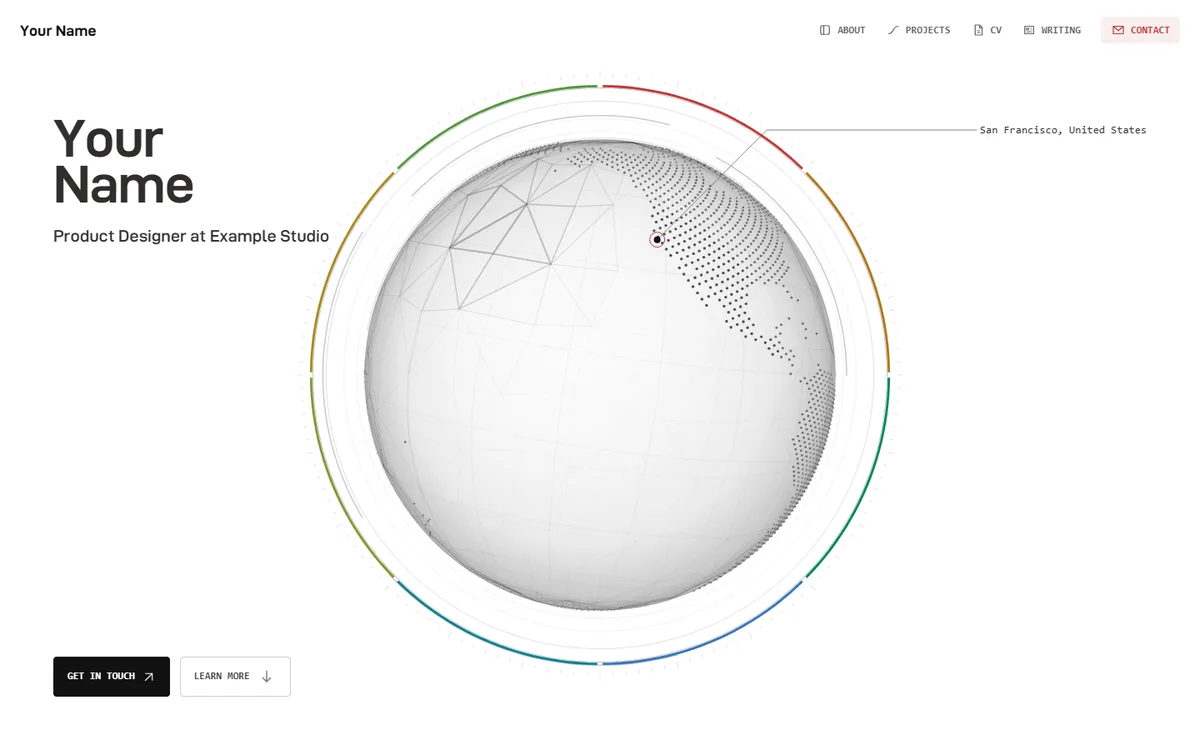 Your Name
ABOUT
PROJECTS
CV
WRITING
CONTACT
San Francisco, United States
Your
Name
Product Designer at Example Studio
GET IN TOUCH
LEARN MORE